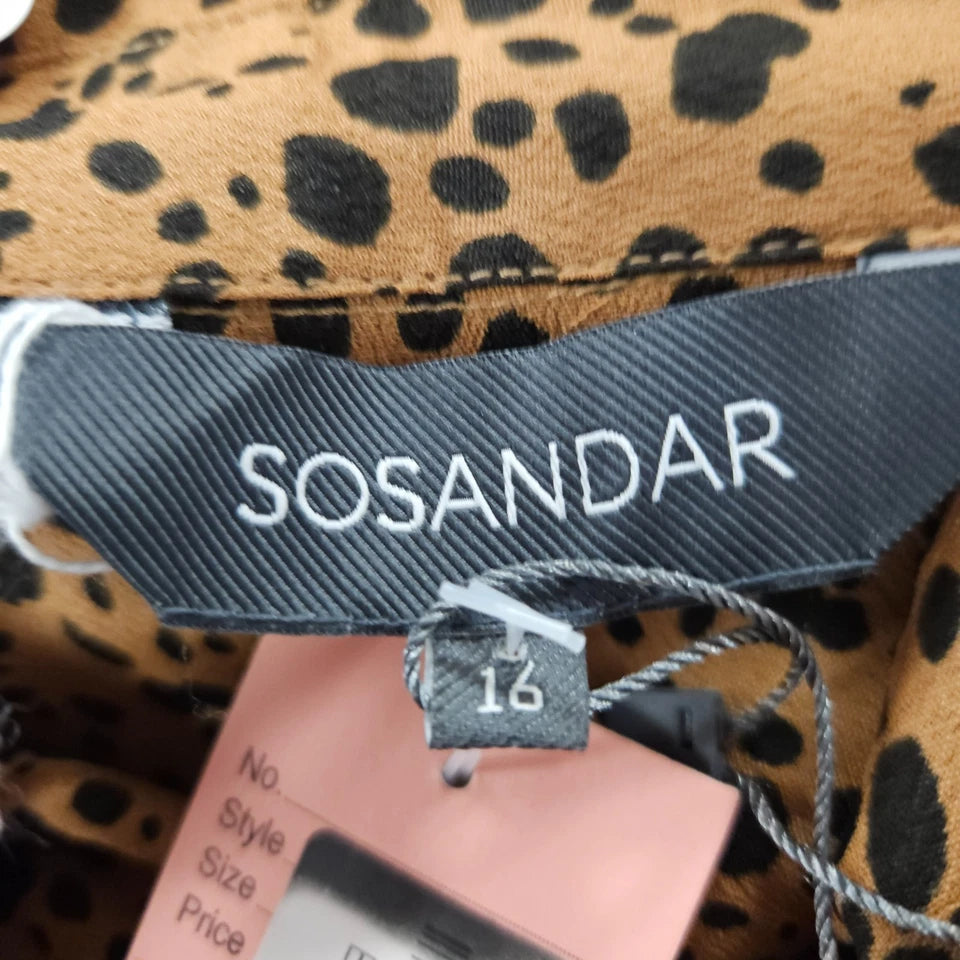 SOSANDAR
16
No.
Style
Size
Price